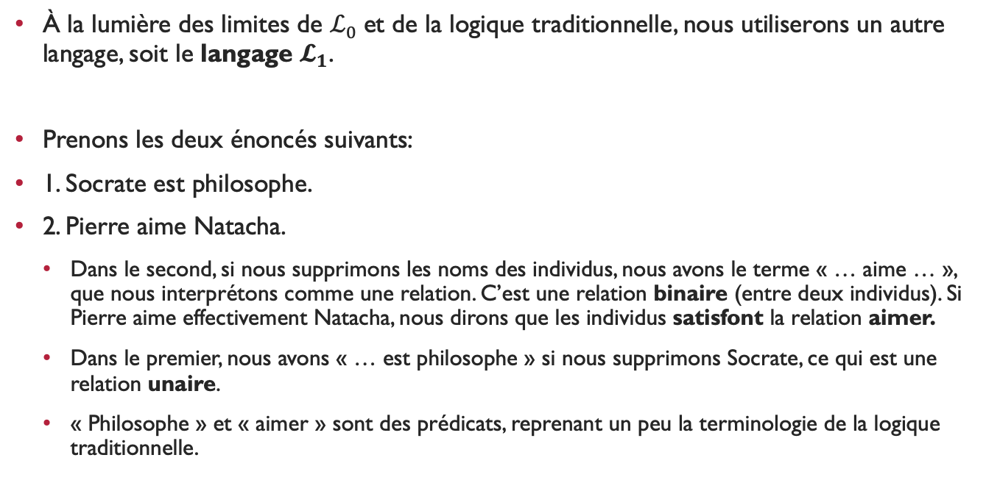 • À la lumière des limites de ℒ₀ et de la logique traditionnelle, nous utiliserons un autre
langage, soit le langage ℒ₁.
• Prenons les deux énoncés suivants:
• 1. Socrate est philosophe.
• 2. Pierre aime Natacha.
• Dans le second, si nous supprimons les noms des individus, nous avons le terme « … aime … »,
que nous interprétons comme une relation. C’est une relation binaire (entre deux individus). Si
Pierre aime effectivement Natacha, nous dirons que les individus satisfont la relation aimer.
• Dans le premier, nous avons « … est philosophe » si nous supprimons Socrate, ce qui est une
relation unaire.
• « Philosophe » et « aimer » sont des prédicats, reprenant un peu la terminologie de la logique
traditionnelle.